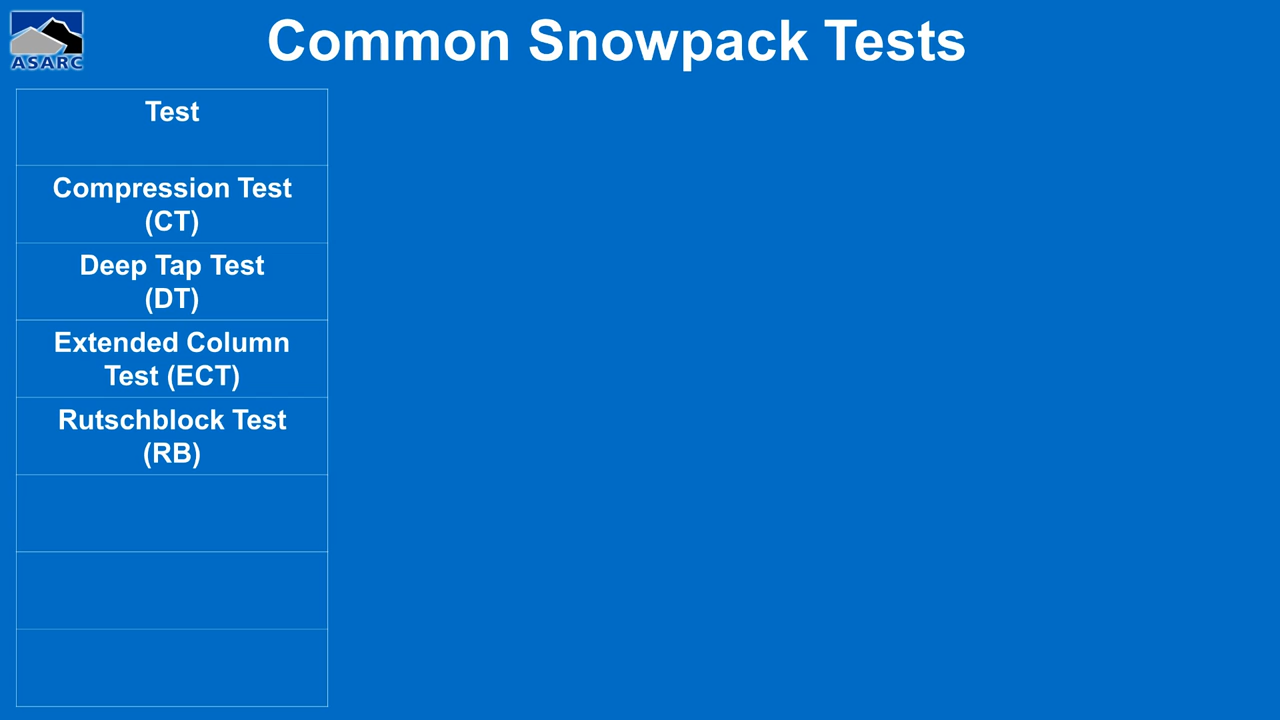 ASARC
Common Snowpack Tests
Test
Compression Test
(CT)
Deep Tap Test
(DT)
Extended Column
Test (ECT)
Rutschblock Test
(RB)